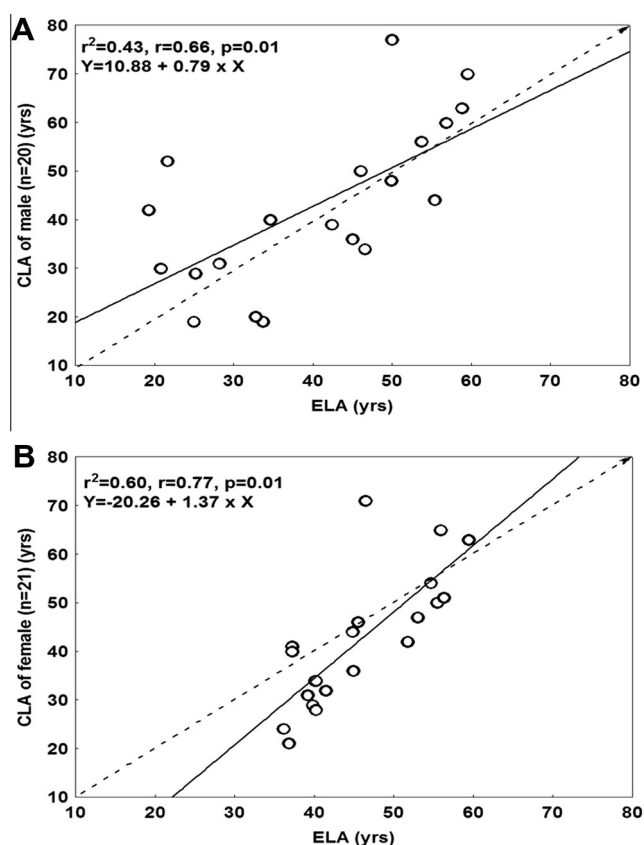 A
r²=0.43, r=0.66, p=0.01
Y=10.88 + 0.79 x X
CLA of male (n=20) (yrs)
80
70
60
50
40
30
20
10
10 20 30 40 50 60 70 80
ELA (yrs)
B
r²=0.60, r=0.77, p=0.01
Y=-20.26 + 1.37 x X
CLA of female (n=21) (yrs)
80
70
60
50
40
30
20
10
10 20 30 40 50 60 70 80
ELA (yrs)